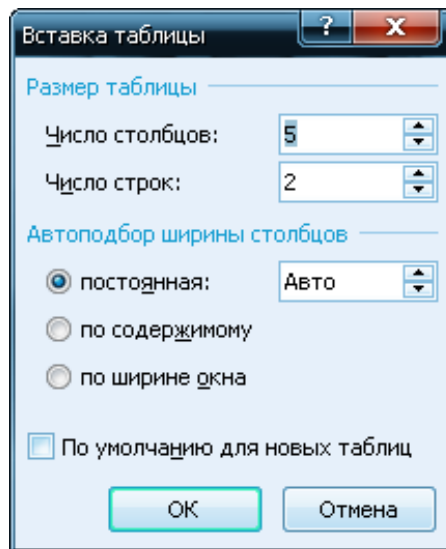 Вставка таблицы ? X
Размер таблицы
Число столбцов: 5
Число строк: 2
Автоподбор ширины столбцов
постоянная: Авто
по содержимому
по ширине окна
По умолчанию для новых таблиц
ОК Отмена